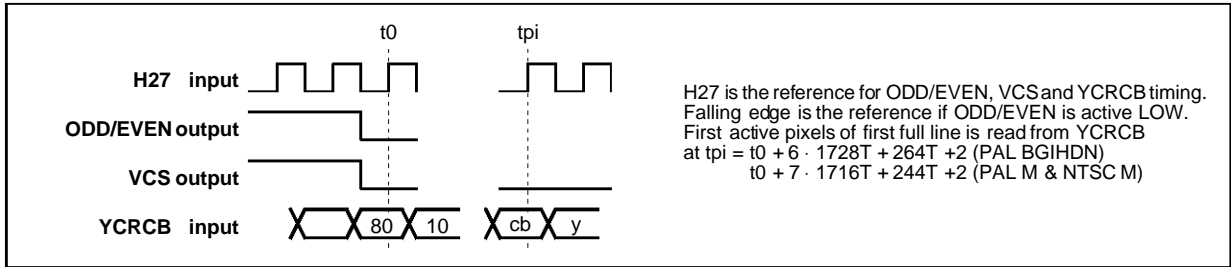 t0 tpi
H27 input
ODD/EVEN output
VCS output
YCRCB input 80 10 cb y
H27 is the reference for ODD/EVEN, VCS and YCRCB timing.
Falling edge is the reference if ODD/EVEN is active LOW.
First active pixels of first full line is read from YCRCB
at tpi = t0 + 6 · 1728T + 264T +2 (PAL BGIHDN)
t0 + 7 · 1716T + 244T +2 (PAL M & NTSC M)